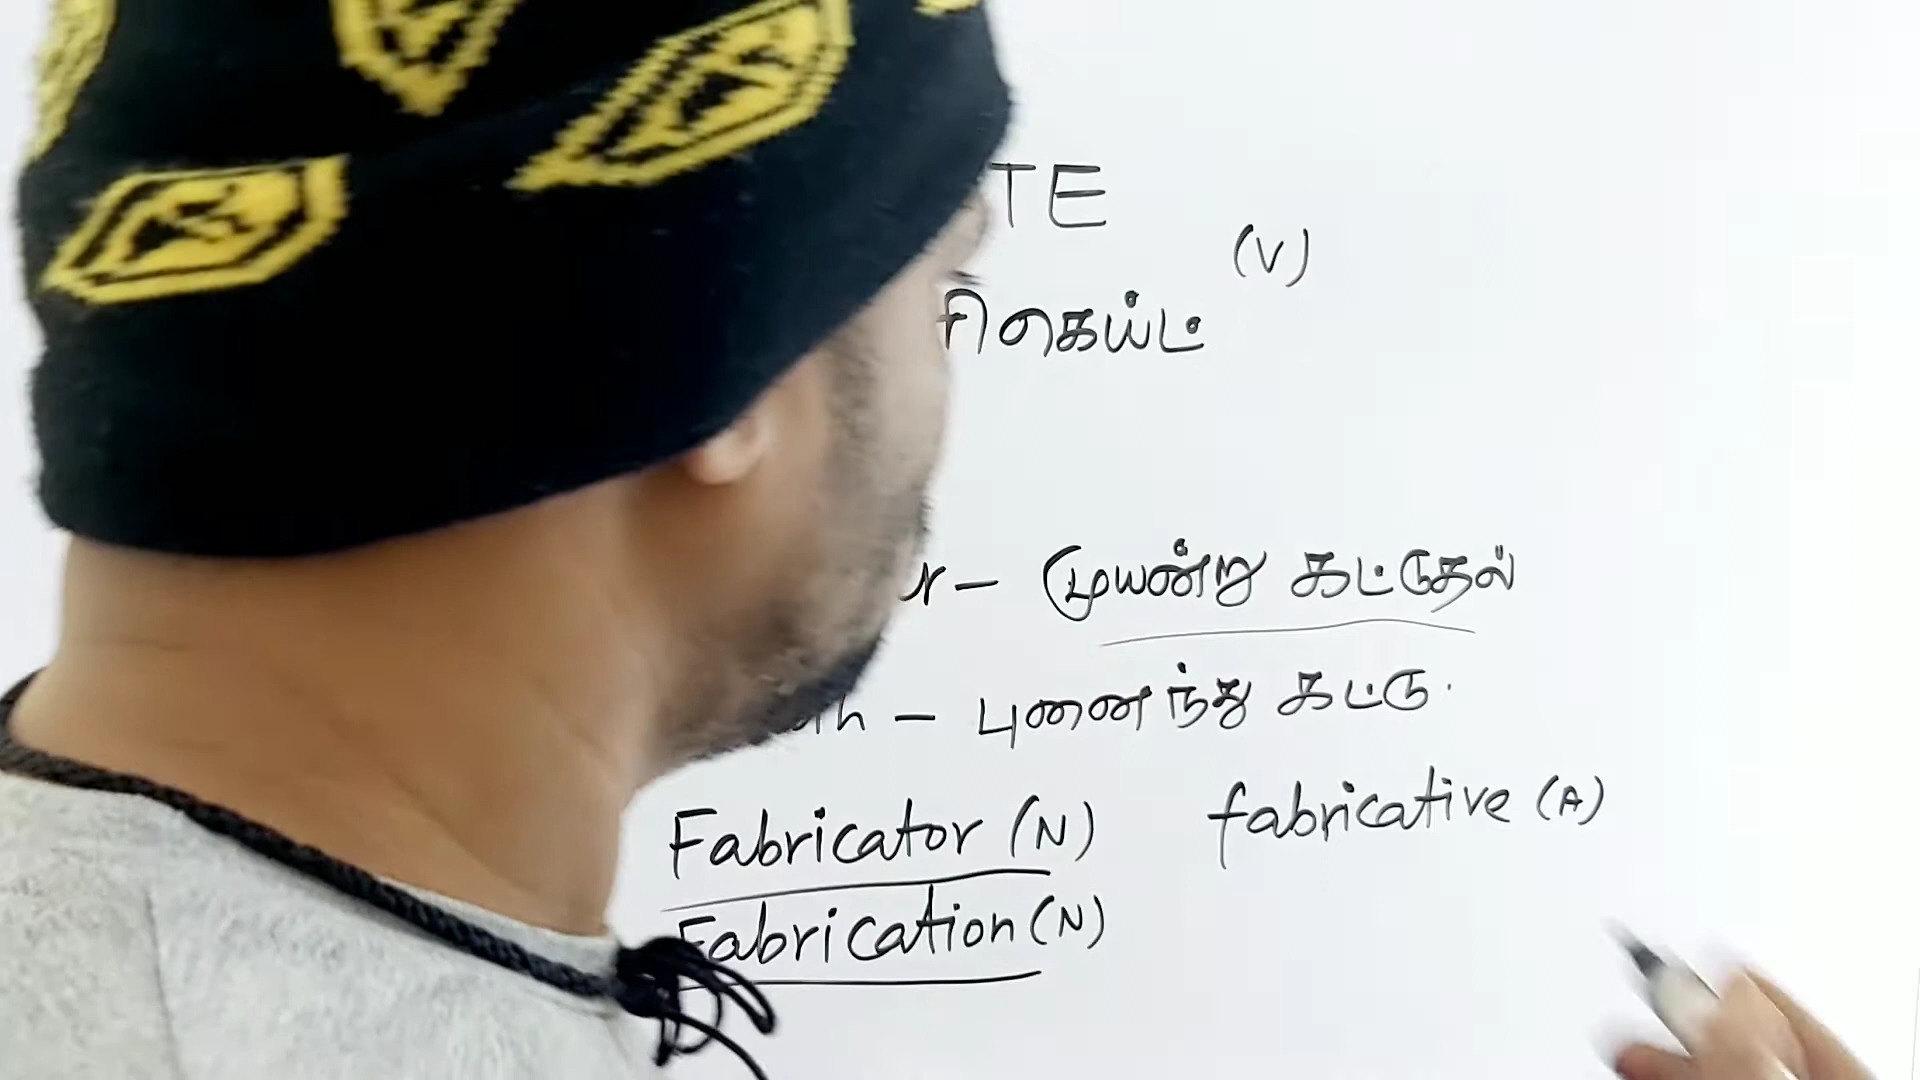 TE
(V)
ரிகெய்ட்
முயன்று கட்டுதல்
புனைந்து கட்டு.
Fabricator (N) fabricative (A)
Fabrication (N)